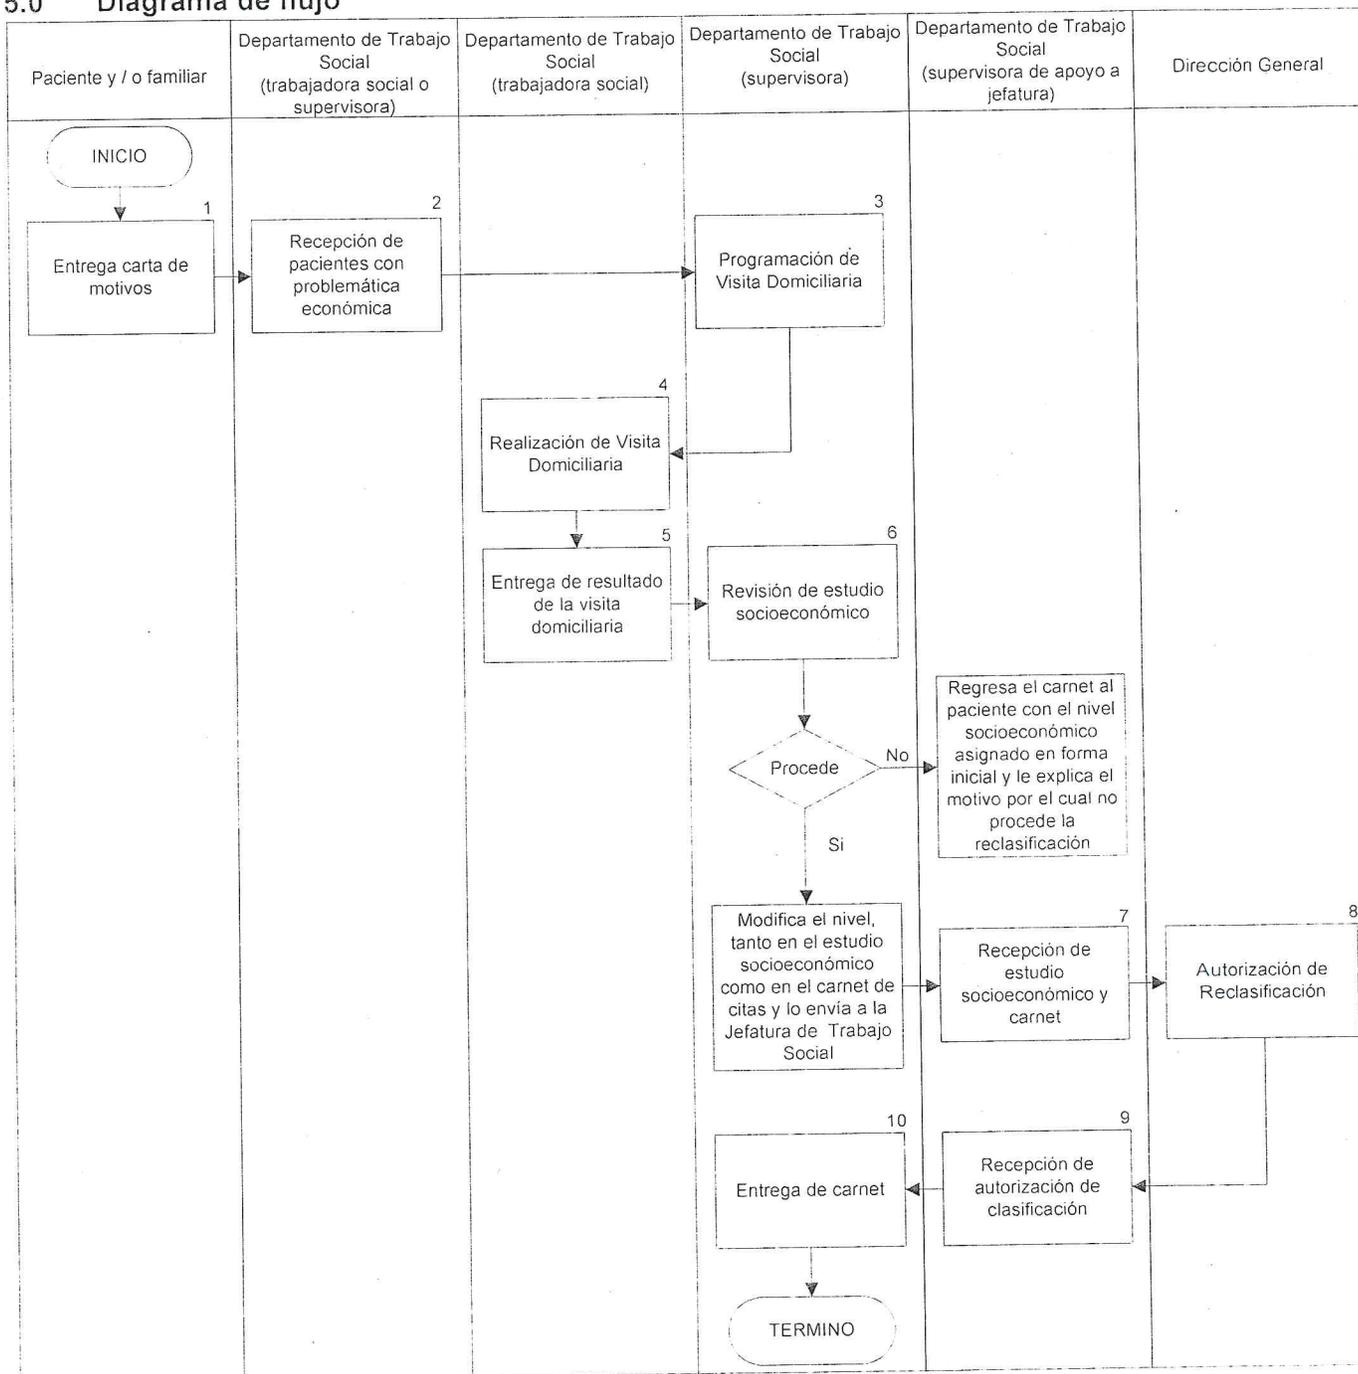 5.0 Diagrama de flujo
Paciente y / o familiar
Departamento de Trabajo
Social
(trabajadora social o
supervisora)
Departamento de Trabajo
Social
(trabajadora social)
Departamento de Trabajo
Social
(supervisora)
Departamento de Trabajo
Social
(supervisora de apoyo a
jefatura)
Dirección General
INICIO
1
Entrega carta de
motivos
2
Recepción de
pacientes con
problemática
económica
3
Programación de
Visita Domiciliaria
4
Realización de Visita
Domiciliaria
5
Entrega de resultado
de la visita
domiciliaria
6
Revisión de estudio
socioeconómico
Procede
No
Regresa el carnet al
paciente con el nivel
socioeconómico
asignado en forma
inicial y le explica el
motivo por el cual no
procede la
reclasificación
Si
Modifica el nivel,
tanto en el estudio
socioeconómico
como en el carnet de
citas y lo envía a la
Jefatura de Trabajo
Social
7
Recepción de
estudio
socioeconómico y
carnet
8
Autorización de
Reclasificación
9
Recepción de
autorización de
clasificación
10
Entrega de carnet
TERMINO